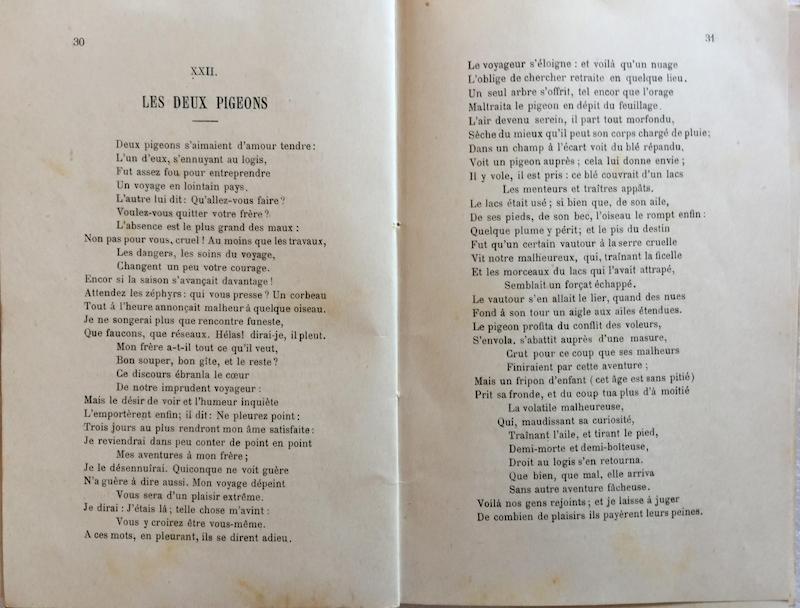 30
XXII.
LES DEUX PIGEONS
Deux pigeons s'aimaient d'amour tendre:
L'un d'eux, s'ennuyant au logis,
Fut assez fou pour entreprendre
Un voyage en lointain pays.
L'autre lui dit: Qu'allez-vous faire?
Voulez-vous quitter votre frère?
L'absence est le plus grand des maux :
Non pas pour vous, cruel ! Au moins que les travaux,
Les dangers, les soins du voyage,
Changent un peu votre courage.
Encor si la saison s'avançait davantage !
Attendez les zéphyrs : qui vous presse ? Un corbeau
Tout à l'heure annonçait malheur à quelque oiseau.
Je ne songerai plus que rencontre funeste,
Que faucons, que réseaux. Hélas! dirai-je, il pleut.
Mon frère a-t-il tout ce qu'il veut,
Bon souper, bon gîte, et le reste?
Ce discours ébranla le cœur
De notre imprudent voyageur :
Mais le désir de voir et l'humeur inquiète
L'emportèrent enfin; il dit: Ne pleurez point:
Trois jours au plus rendront mon âme satisfaite:
Je reviendrai dans peu conter de point en point
Mes aventures à mon frère ;
Je le désennuîrai. Quiconque ne voit guère
N'a guère à dire aussi. Mon voyage dépeint
Vous sera d'un plaisir extrême.
Je dirai : J'étais là ; telle chose m'avint :
Vous y croirez être vous-même.
A ces mots, en pleurant, ils se dirent adieu.
31
Le voyageur s'éloigne : et voilà qu'un nuage
L'oblige de chercher retraite en quelque lieu.
Un seul arbre s'offrit, tel encor que l'orage
Maltraita le pigeon en dépit du feuillage.
L'air devenu serein, il part tout morfondu,
Sèche du mieux qu'il peut son corps chargé de pluie;
Dans un champ à l'écart voit du blé répandu,
Voit un pigeon auprès ; cela lui donne envie ;
Il y vole, il est pris : ce blé couvrait d'un lacs
Les menteurs et traîtres appâts.
Le lacs était usé ; si bien que, de son aile,
De ses pieds, de son bec, l'oiseau le rompt enfin :
Quelque plume y périt; et le pis du destin
Fut qu'un certain vautour à la serre cruelle
Vit notre malheureux, qui, traînant la ficelle
Et les morceaux du lacs qui l'avait attrapé,
Semblait un forçat échappé.
Le vautour s'en allait le lier, quand des nues
Fond à son tour un aigle aux ailes étendues.
Le pigeon profita du conflit des voleurs,
S'envola, s'abattit auprès d'une masure,
Crut pour ce coup que ses malheurs
Finiraient par cette aventure ;
Mais un fripon d'enfant (cet âge est sans pitié)
Prit sa fronde, et du coup tua plus d'à moitié
La volatile malheureuse,
Qui, maudissant sa curiosité,
Traînant l'aile, et tirant le pied,
Demi-morte et demi-boîteuse,
Droit au logis s'en retourna.
Que bien, que mal, elle arriva
Sans autre aventure fâcheuse.
Voilà nos gens rejoints ; et je laisse à juger
De combien de plaisirs ils payèrent leurs peines.